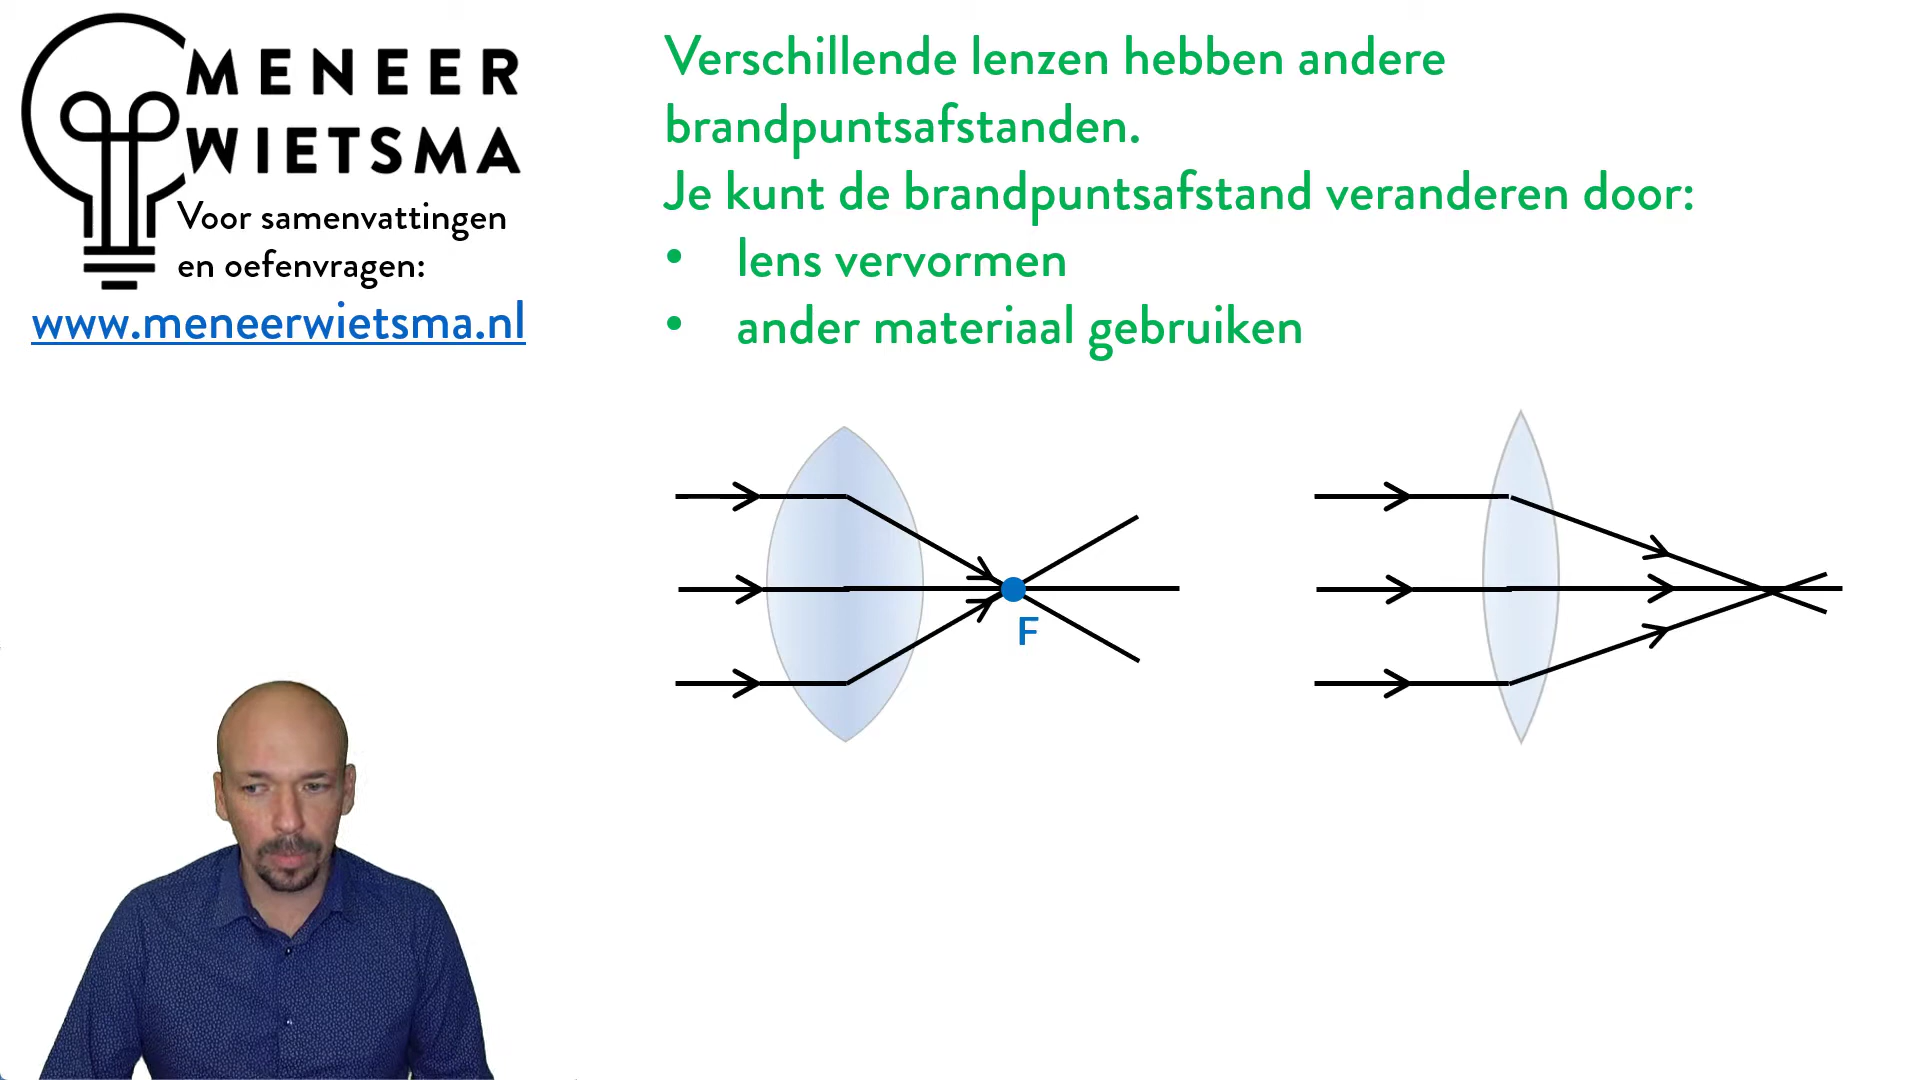 MENEER
WIETSMA
Voor samenvattingen
en oefenvragen:
www.meneerwietsma.nl
Verschillende lenzen hebben andere
brandpuntsafstanden.
Je kunt de brandpuntsafstand veranderen door:
• lens vervormen
• ander materiaal gebruiken
F